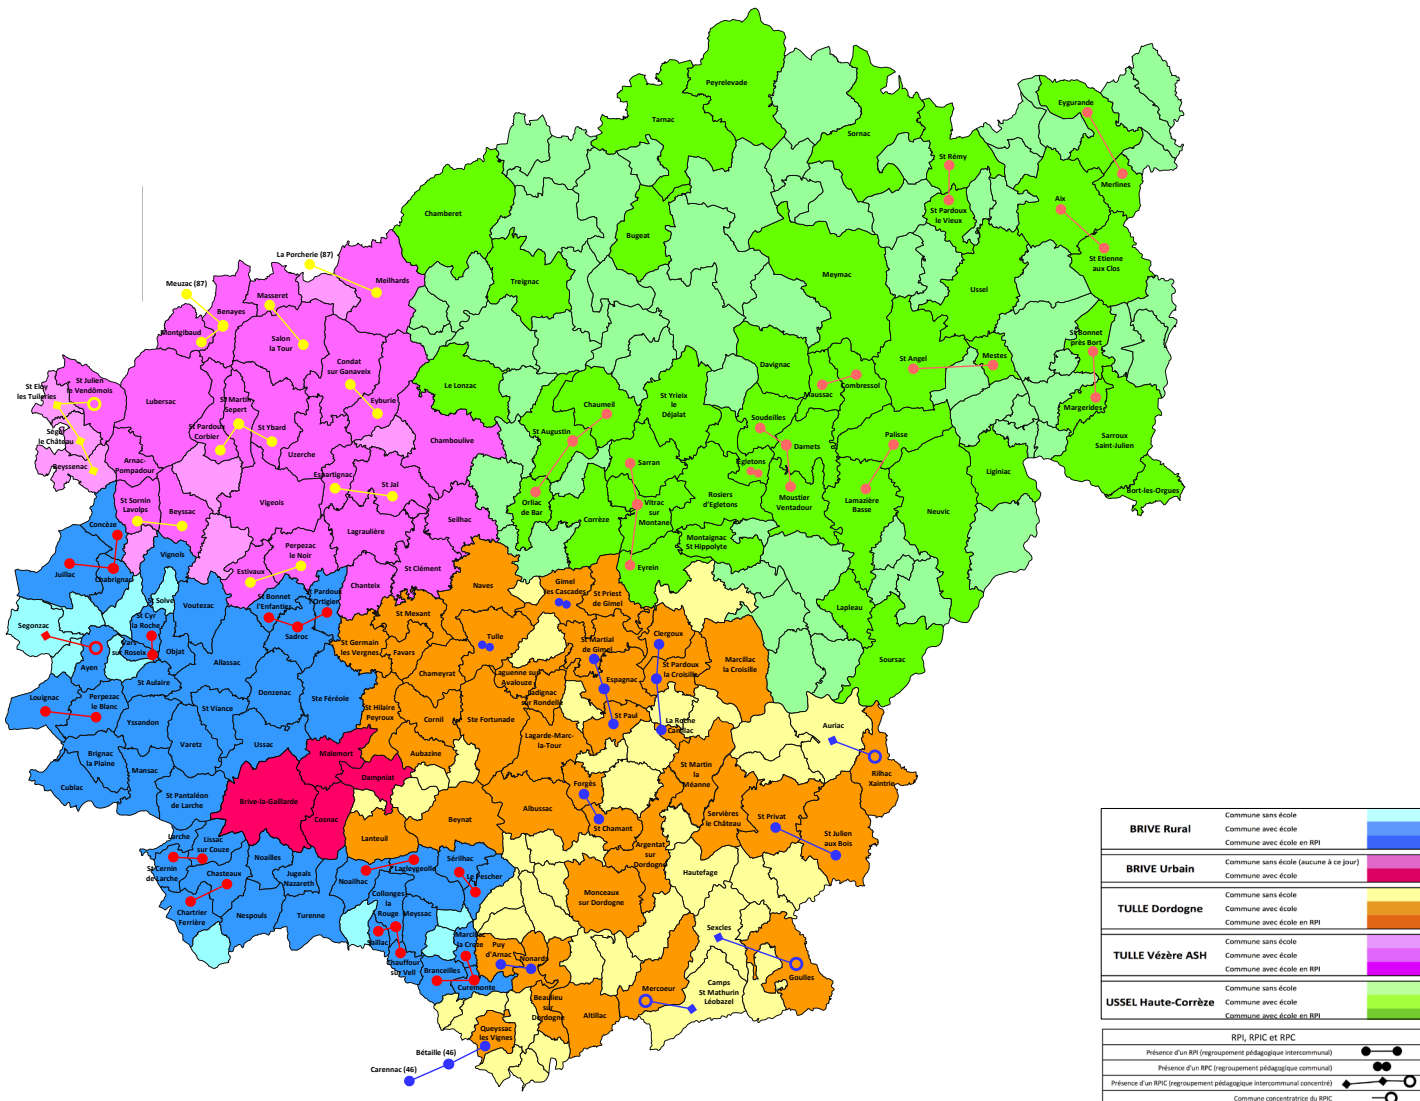 Peyrelevade
Eygurande
Tarnac
Sornac
St Rémy
Merlines
Aix
Chamberet
St Pardoux
le Vieux
Bugeat
La Porcherie (87)
St Etienne
aux Clos
Meymac
Meilhards
Treignac
Meuzac (87)
Ussel
Masseret
Benayes
Montgibaud
St Bonnet
près Bort
Salon
la Tour
Condat
sur Ganaveix
St Angel
Mestes
Davignac
St Julien
le Vendômois
St Eloy
les Tuileries
Le Lonzac
Combressol
Maussac
St Yrieix
le
Déjalat
Lubersac
St Martin
Sepert
Eyburie
Chaumeil
Margerides
Soudeilles
St Pardoux
Corbier
St Ybard
St Augustin
Ségur
le Château
Chamboulive
Sarroux
Saint-Julien
Uzerche
Darnets
Palisse
Arnac-
Pompadour
Beyssenac
Sarran
Egletons
Liginiac
Espartignac
St Jal
Bort-les-Orgues
St Sornin
Lavolps
Beyssac
Vigeois
Orliac
de Bar
Vitrac
sur
Montane
Rosiers
d'Egletons
Moustier
Ventadour
Lamazière
Basse
Neuvic
Seilhac
Corrèze
Concèze
Lagraulière
Montaignac
St Hippolyte
Perpezac
le Noir
Vignols
Juillac
Chabrignac
Estivaux
St Clément
Eyrein
Chanteix
Naves
Gimel
les Cascades
St Priest
de Gimel
St Bonnet
l'Enfantier
St Pardoux
l'Ortigier
St Solve
Voutezac
Lapleau
St Mexant
Segonzac
St Cyr
la Roche
Sadroc
Tulle
Clergoux
St Germain
les Vergnes
Favars
St Martial
de Gimel
Vars
sur Roseix
Objat
Marcillac
la Croisille
Soursac
Ayen
Allassac
St Pardoux
la Croisille
Chameyrat
Laguenne sur
Avalouze
Espagnac
St Aulaire
Donzenac
Ste Féréole
Ladignac
sur Rondelle
Louignac
Perpezac
le Blanc
St Viance
St Hilaire
Peyroux
Cornil
Ste Fortunade
St Paul
La Roche
Canillac
Auriac
Yssandon
Lagarde-Marc-
la-Tour
Varetz
Ussac
Malemort
Aubazine
Brignac
la Plaine
Mansac
St Martin
la
Méanne
Rilhac
Xaintrie
Dampniat
Cublac
Forgès
St Pantaléon
de Larche
Brive-la-Gaillarde
Albussac
Cosnac
Beynat
Servières
le Château
St Privat
St Chamant
Larche
Lissac
sur Couze
Lanteuil
Argentat
sur
Dordogne
St Julien
aux Bois
Noailles
St Cernin
de Larche
Chasteaux
Jugeals
Nazareth
Noailhac
Lagleygeolle
Sérilhac
Le Pescher
Hautefage
Collonges
la
Rouge
Monceaux
sur Dordogne
Chartrier
Ferrière
Nespouls
Turenne
Meyssac
Sexcles
Saillac
Marcillac
la Croze
Puy
d'Arnac
Nonards
Chauffour
sur Veil
Branceilles
Curemonte
Goulles
Mercoeur
Camps
St Mathurin
Léobazel
Beaulieu
sur
Dordogne
Altillac
Queyssac
les Vignes
Bétaille (46)
Carennac (46)
BRIVE Rural
Commune sans école
Commune avec école
Commune avec école en RPI
BRIVE Urbain
Commune sans école (aucune à ce jour)
Commune avec école
TULLE Dordogne
Commune sans école
Commune avec école
Commune avec école en RPI
TULLE Vézère ASH
Commune sans école
Commune avec école
Commune avec école en RPI
USSEL Haute-Corrèze
Commune sans école
Commune avec école
Commune avec école en RPI
RPI, RPIC et RPC
Présence d'un RPI (regroupement pédagogique intercommunal)
Présence d'un RPC (regroupement pédagogique communal)
Présence d'un RPIC (regroupement pédagogique intercommunal concentré)
Commune concentratrice du RPIC